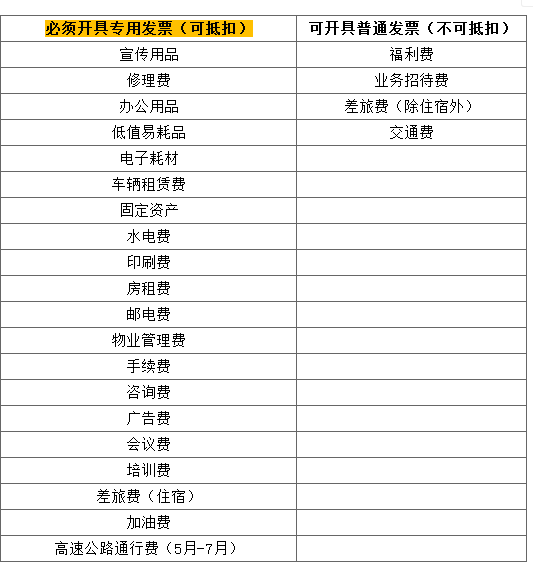 必须开具专用发票（可抵扣） 可开具普通发票（不可抵扣）
宣传用品 福利费
修理费 业务招待费
办公用品 差旅费（除住宿外）
低值易耗品 交通费
电子耗材
车辆租赁费
固定资产
水电费
印刷费
房租费
邮电费
物业管理费
手续费
咨询费
广告费
会议费
培训费
差旅费（住宿）
加油费
高速公路通行费（5月-7月）